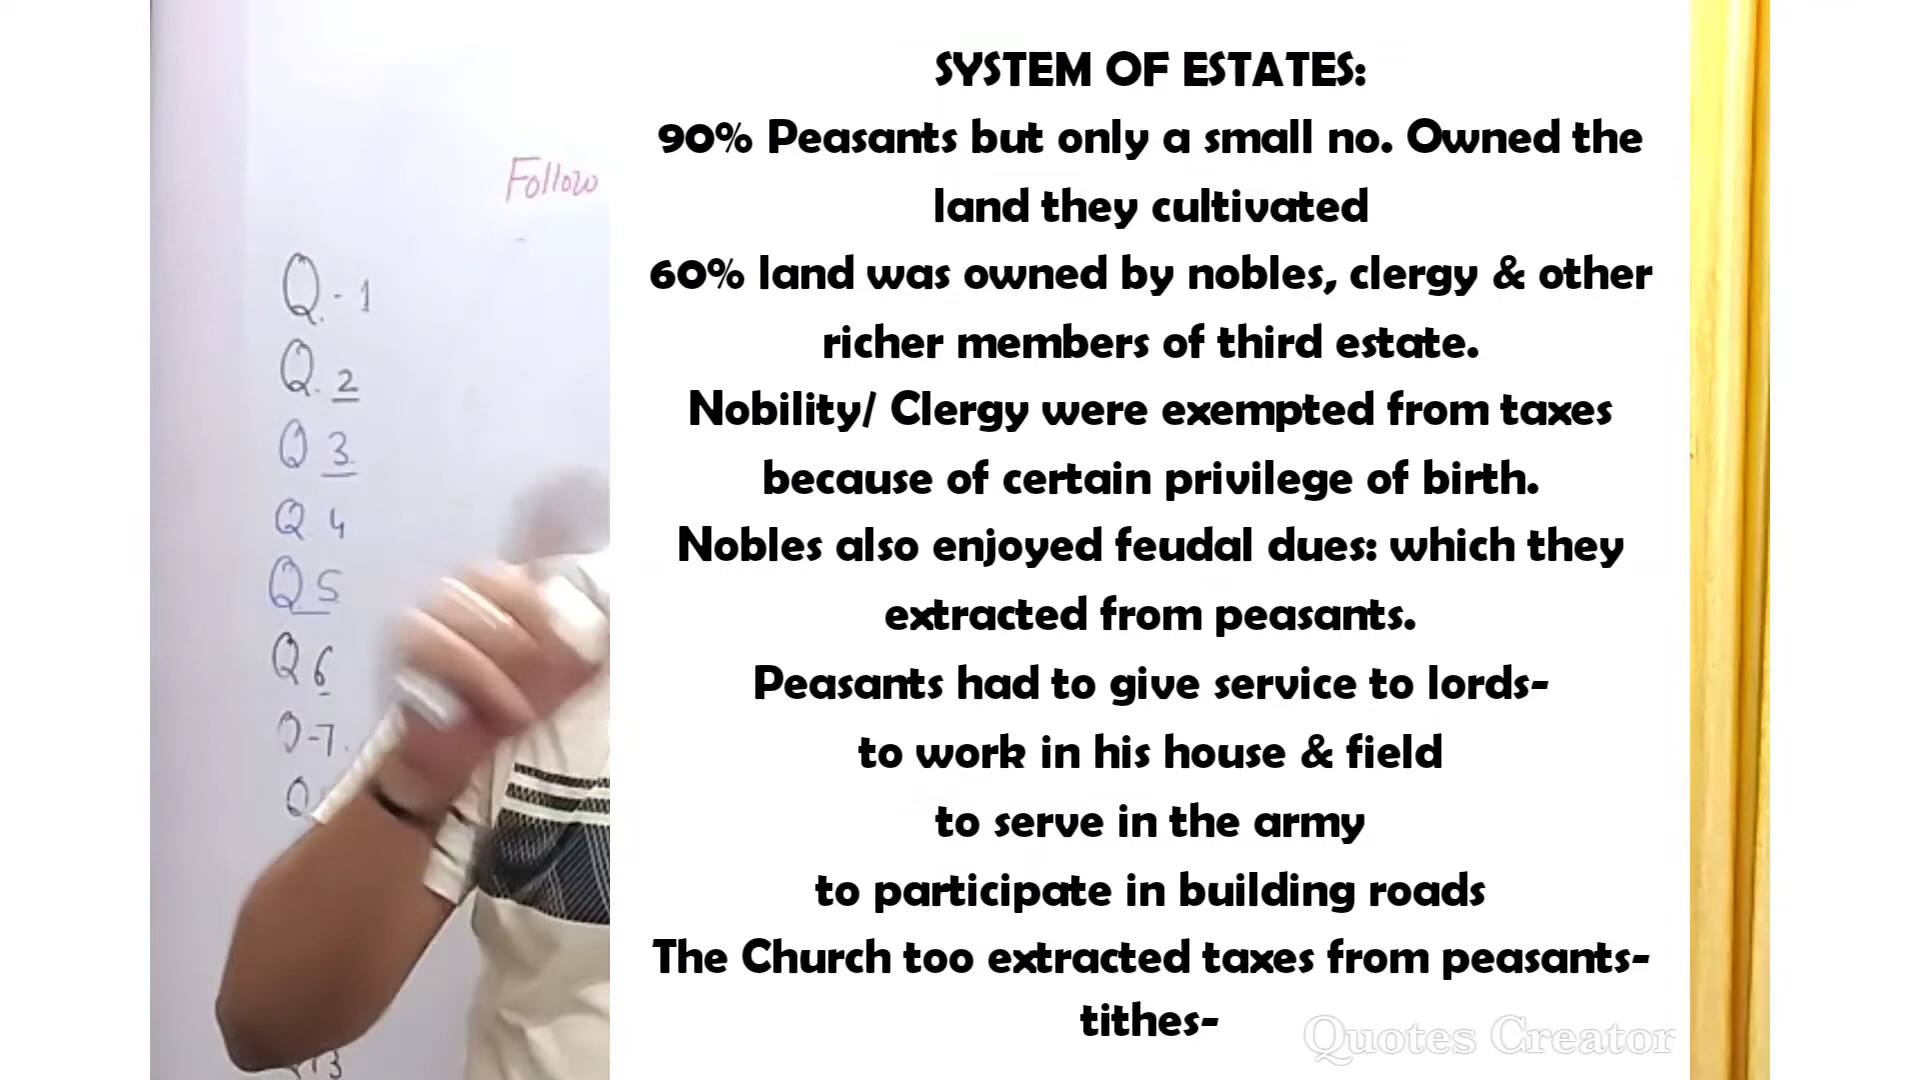 Follow
Q.-1
Q.2
Q 3.
Q.4
Q.5
Q 6
-7.
Q
13
SYSTEM OF ESTATES:
90% Peasants but only a small no. Owned the
land they cultivated
60% land was owned by nobles, clergy & other
richer members of third estate.
Nobility/ Clergy were exempted from taxes
because of certain privilege of birth.
Nobles also enjoyed feudal dues: which they
extracted from peasants.
Peasants had to give service to lords-
to work in his house & field
to serve in the army
to participate in building roads
The Church too extracted taxes from peasants-
tithes-
Quotes Creator